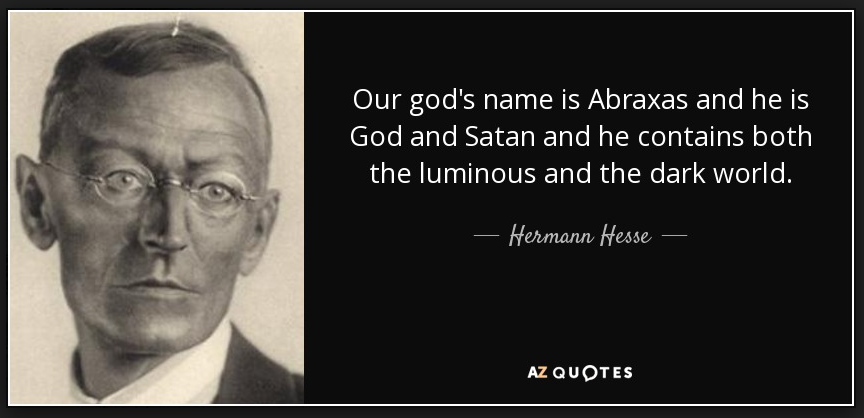 Our god's name is Abraxas and he is
God and Satan and he contains both
the luminous and the dark world.
Hermann Hesse
AZ QUOTES